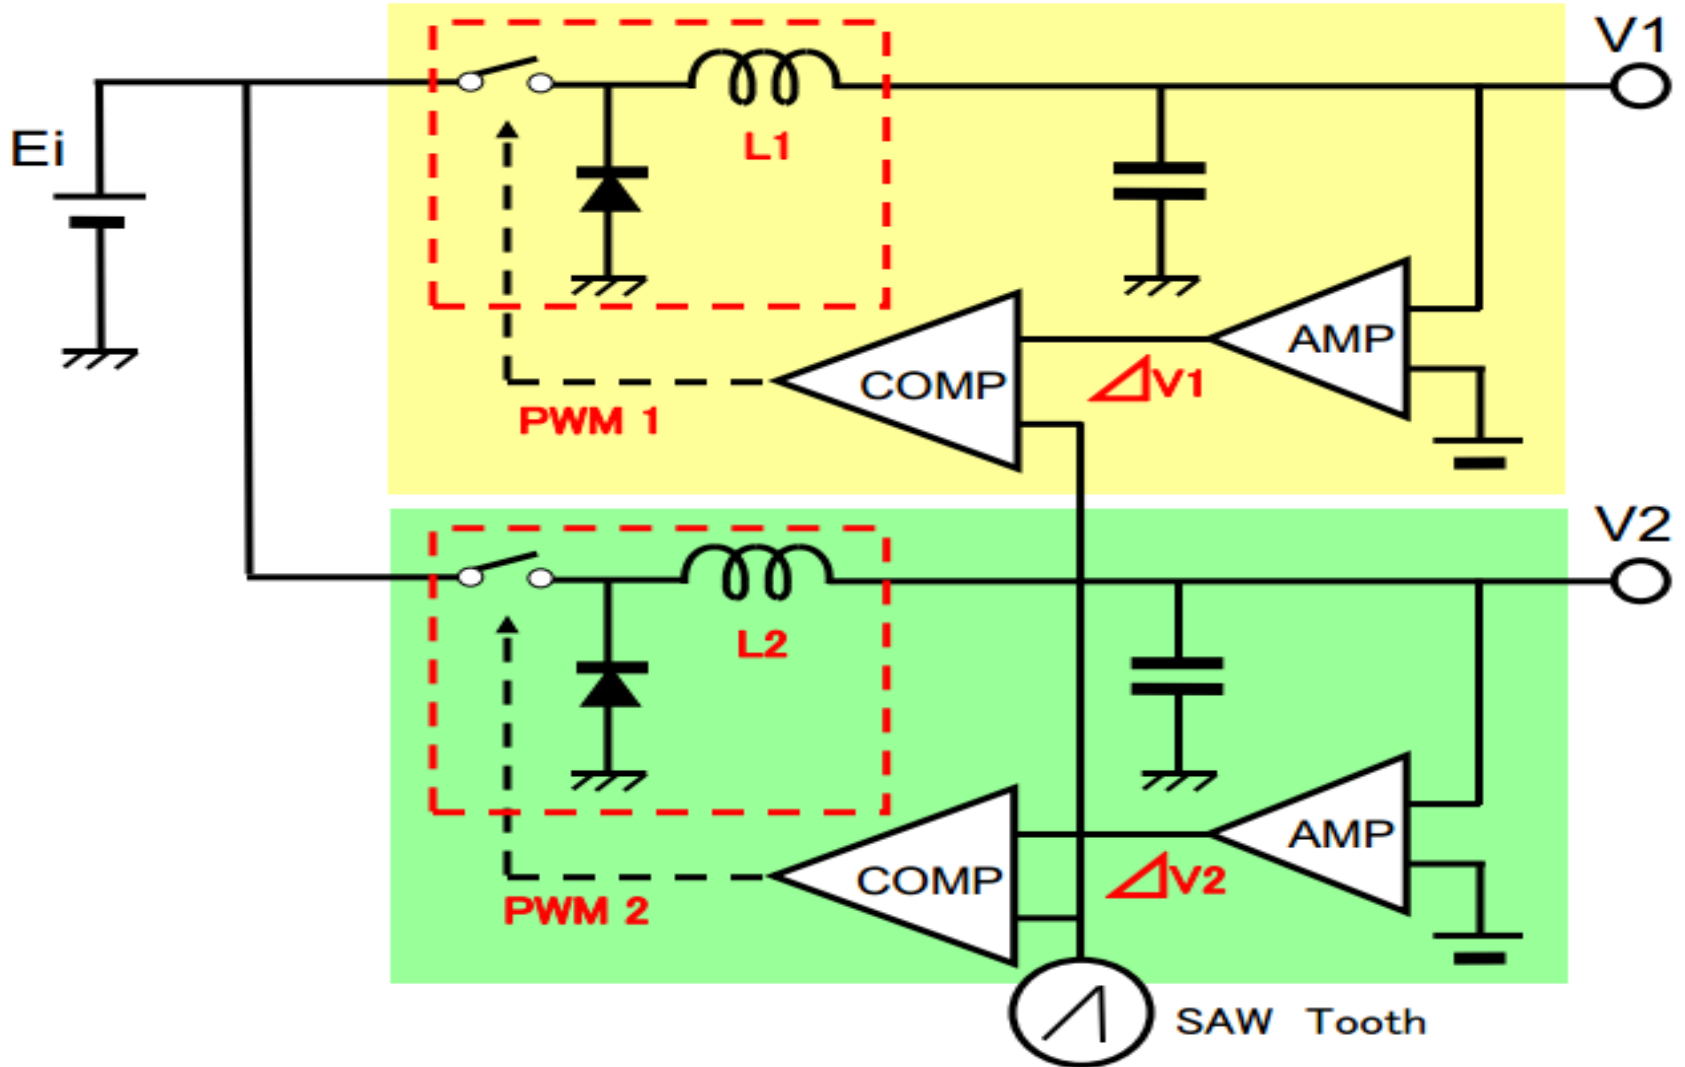 V1
Ei
L1
AMP
COMP
⊿V1
PWM 1
V2
L2
AMP
COMP
⊿V2
PWM 2
SAW Tooth